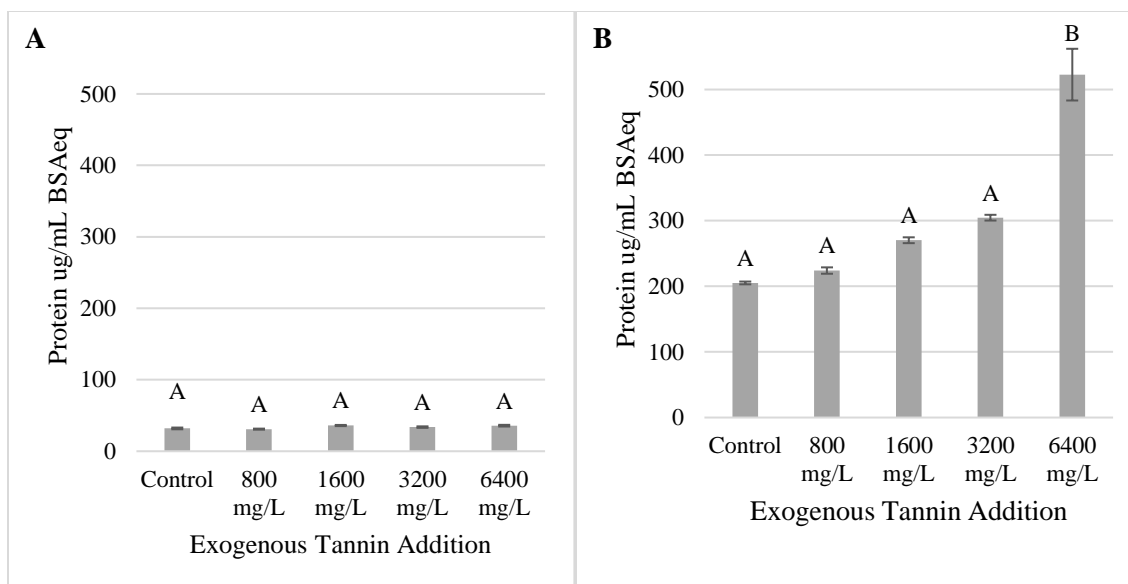 A
Protein ug/mL BSAeq
500
400
300
200
100
0
A
A
A
A
A
Control
800
mg/L
1600
mg/L
3200
mg/L
6400
mg/L
Exogenous Tannin Addition
B
Protein ug/mL BSAeq
500
400
300
200
100
0
A
A
A
A
B
Control
800
mg/L
1600
mg/L
3200
mg/L
6400
mg/L
Exogenous Tannin Addition